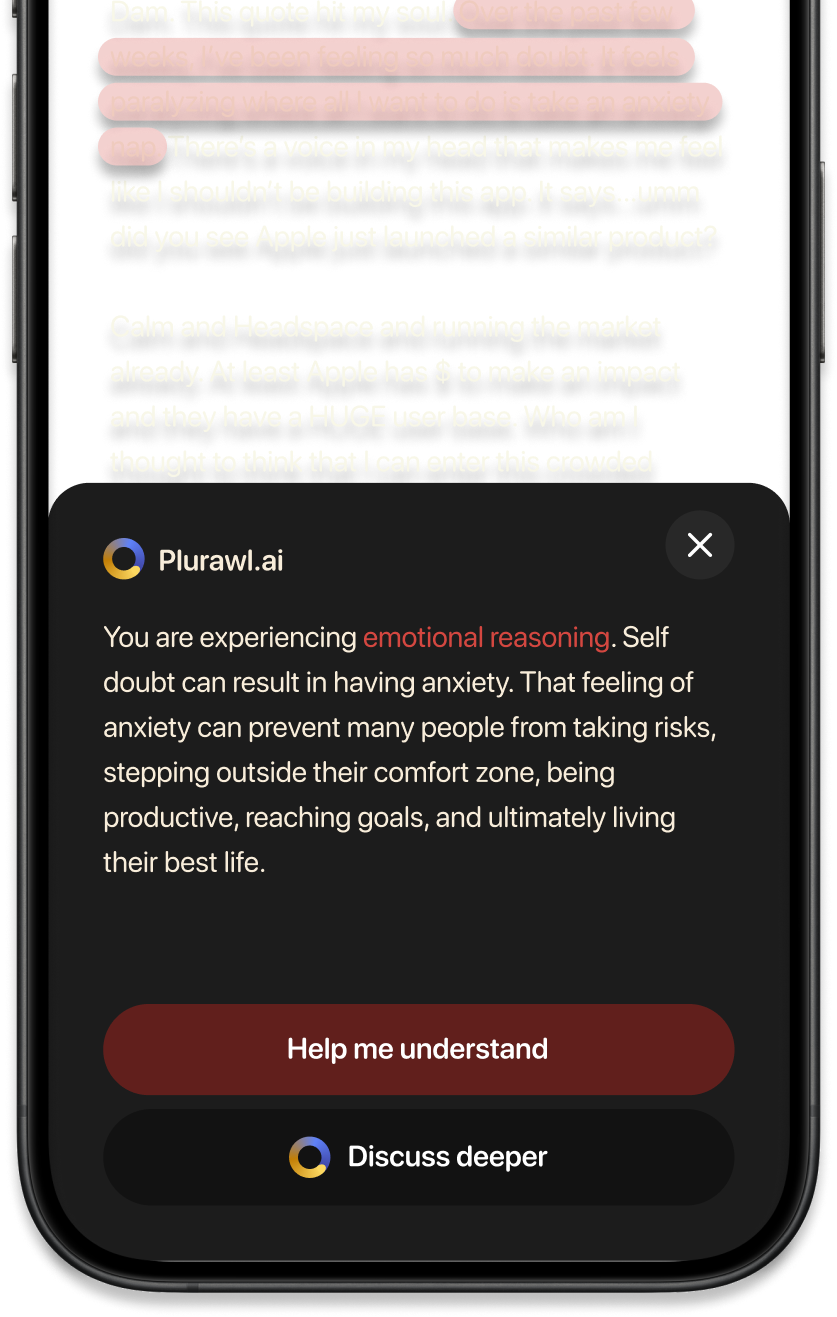 Dam. This quote hit my soul. Over the past few
weeks, I've been feeling so much doubt. It feels
paralyzing where all I want to do is take an anxiety
nap. There's a voice in my head that makes me feel
like I shouldn't be building this app. It says...umm
did you see Apple just launched a similar product?
Calm and Headspace and running the market
already. At least Apple has $ to make an impact
and they have a HUGE user base. Who am I
thought to think that I can enter this crowded
Plurawl.ai
You are experiencing emotional reasoning. Self
doubt can result in having anxiety. That feeling of
anxiety can prevent many people from taking risks,
stepping outside their comfort zone, being
productive, reaching goals, and ultimately living
their best life.
Help me understand
Discuss deeper